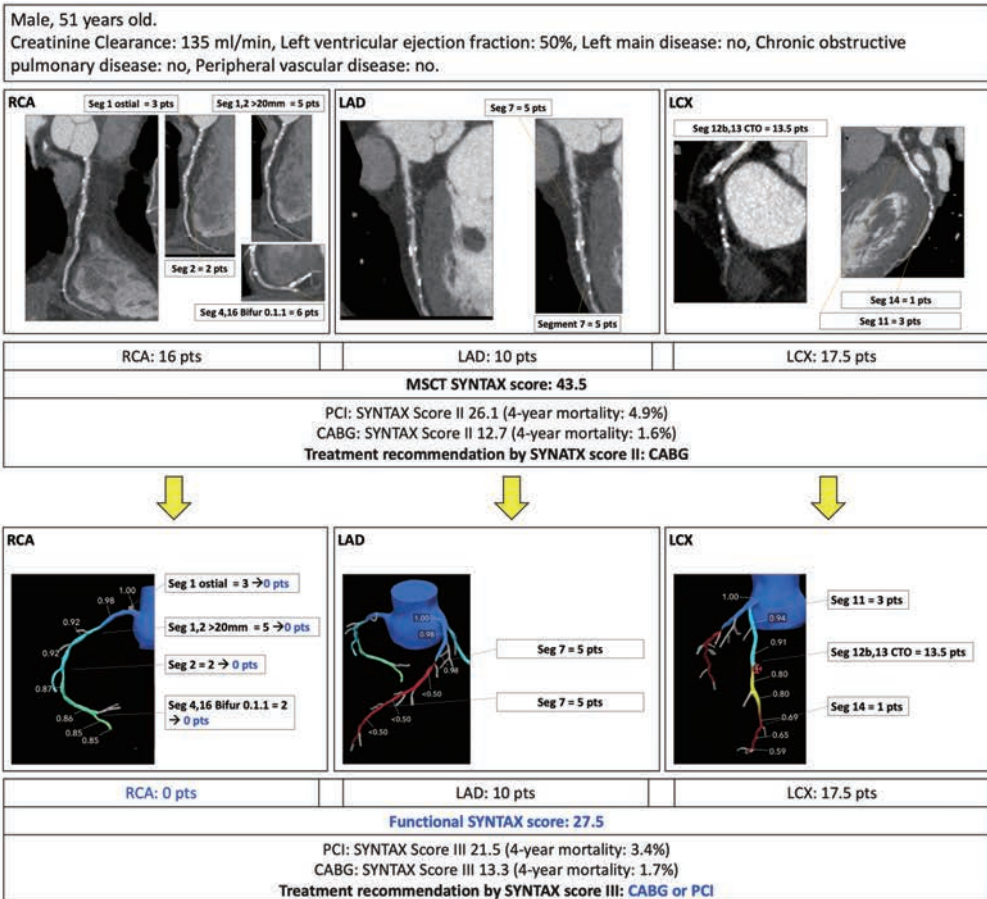 Male, 51 years old.
Creatinine Clearance: 135 ml/min, Left ventricular ejection fraction: 50%, Left main disease: no, Chronic obstructive
pulmonary disease: no, Peripheral vascular disease: no.
RCA
Seg 1 ostial = 3 pts
Seg 1,2 >20mm = 5 pts
Seg 2 = 2 pts
Seg 4,16 Bifur 0.1.1 = 6 pts
LAD
Seg 7 = 5 pts
Segment 7 = 5 pts
LCX
Seg 12b,13 CTO = 13.5 pts
Seg 14 = 1 pts
Seg 11 = 3 pts
RCA: 16 pts
LAD: 10 pts
LCX: 17.5 pts
MSCT SYNTAX score: 43.5
PCI: SYNTAX Score II 26.1 (4-year mortality: 4.9%)
CABG: SYNTAX Score II 12.7 (4-year mortality: 1.6%)
Treatment recommendation by SYNATX score II: CABG
RCA
1.00
0.98
0.92
0.92
0.87
0.86
0.85
0.85
Seg 1 ostial = 3 →0 pts
Seg 1,2 >20mm = 5 →0 pts
Seg 2 = 2 → 0 pts
Seg 4,16 Bifur 0.1.1 = 2
→ 0 pts
LAD
1.00
0.98
0.98
<0.50
<0.50
<0.50
Seg 7 = 5 pts
Seg 7 = 5 pts
LCX
1.00
0.94
0.91
0.80
0.80
0.69
0.65
0.59
Seg 11 = 3 pts
Seg 12b,13 CTO = 13.5 pts
Seg 14 = 1 pts
RCA: 0 pts
LAD: 10 pts
LCX: 17.5 pts
Functional SYNTAX score: 27.5
PCI: SYNTAX Score III 21.5 (4-year mortality: 3.4%)
CABG: SYNTAX Score III 13.3 (4-year mortality: 1.7%)
Treatment recommendation by SYNTAX score III: CABG or PCI